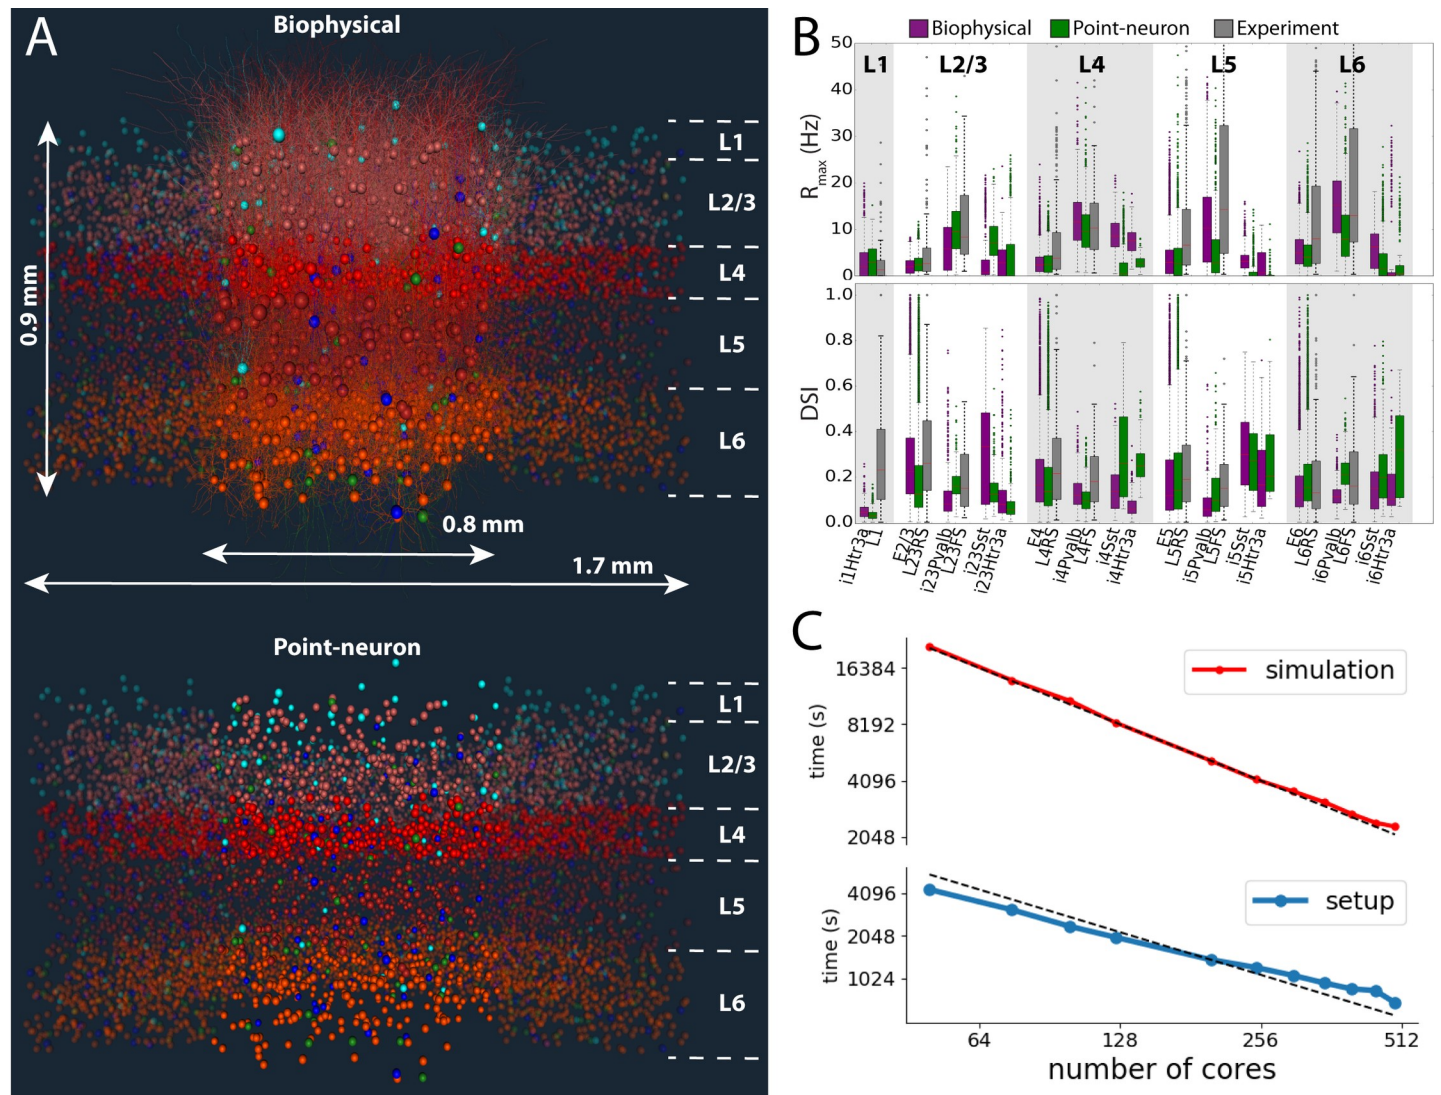 A
Biophysical
L1
L2/3
L4
L5
L6
0.9 mm
0.8 mm
1.7 mm
Point-neuron
L1
L2/3
L4
L5
L6
B
Biophysical Point-neuron Experiment
L1 L2/3 L4 L5 L6
50
40
30
20
10
0
Rmax (Hz)
1.0
0.8
0.6
0.4
0.2
0.0
DSI
i1Htr3a
L1
E2/3
L23RS
i23Pvalb
L23FS
i23Sst
i23Htr3a
E4
L4RS
i4Pvalb
L4FS
i4Sst
i4Htr3a
E5
L5RS
i5Pvalb
L5FS
i5Sst
i5Htr3a
E6
L6RS
i6Pvalb
L6FS
i6Sst
i6Htr3a
C
simulation
16384
8192
4096
2048
time (s)
setup
4096
2048
1024
time (s)
64 128 256 512
number of cores